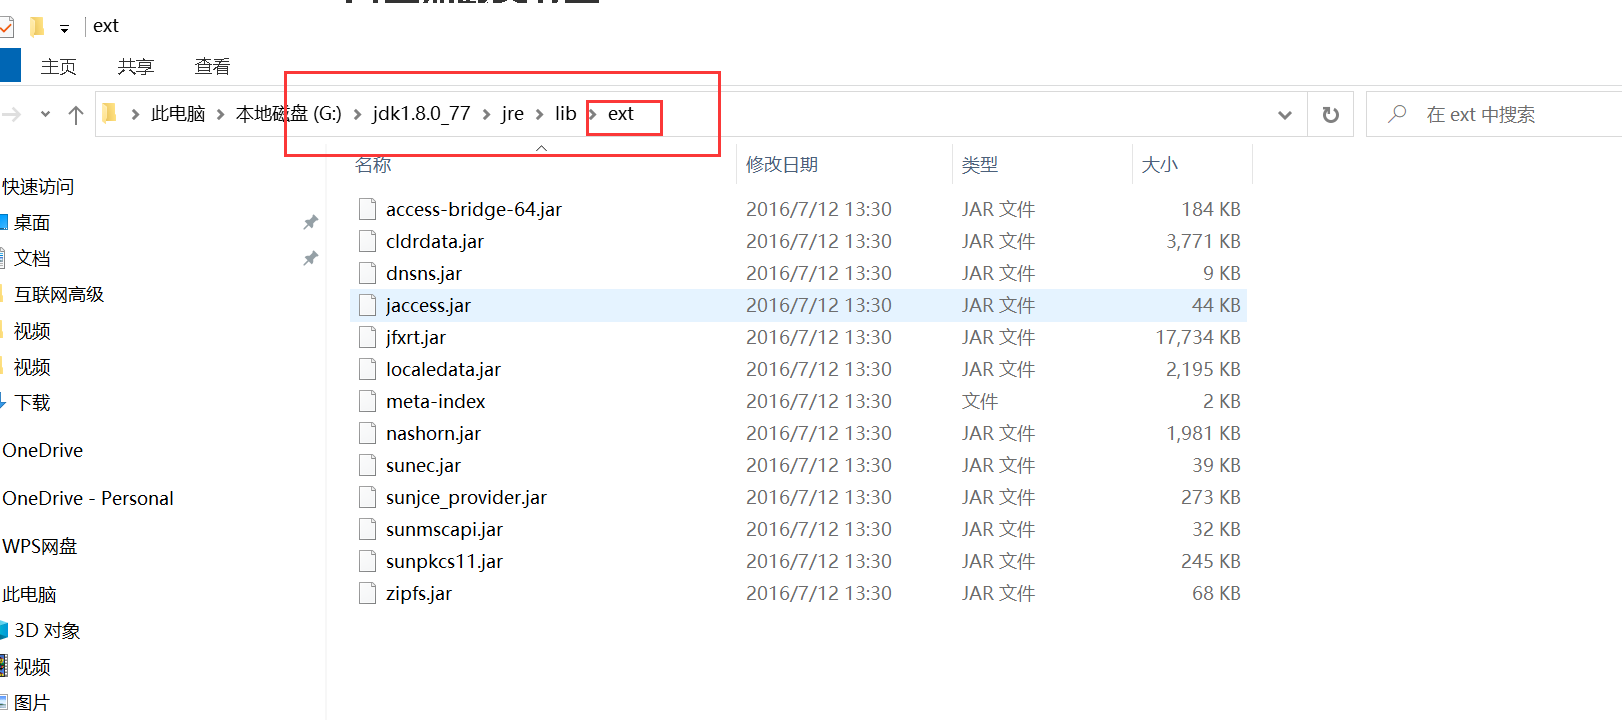 ext
主页 共享 查看
此电脑 本地磁盘 (G:) jdk1.8.0_77 jre lib ext 在 ext 中搜索
名称 修改日期 类型 大小
快速访问
桌面
文档
互联网高级
视频
视频
下载
OneDrive
OneDrive - Personal
WPS网盘
此电脑
3D 对象
视频
图片
access-bridge-64.jar 2016/7/12 13:30 JAR 文件 184 KB
cldrdata.jar 2016/7/12 13:30 JAR 文件 3,771 KB
dnsns.jar 2016/7/12 13:30 JAR 文件 9 KB
jaccess.jar 2016/7/12 13:30 JAR 文件 44 KB
jfxrt.jar 2016/7/12 13:30 JAR 文件 17,734 KB
localedata.jar 2016/7/12 13:30 JAR 文件 2,195 KB
meta-index 2016/7/12 13:30 文件 2 KB
nashorn.jar 2016/7/12 13:30 JAR 文件 1,981 KB
sunec.jar 2016/7/12 13:30 JAR 文件 39 KB
sunjce_provider.jar 2016/7/12 13:30 JAR 文件 273 KB
sunmscapi.jar 2016/7/12 13:30 JAR 文件 32 KB
sunpkcs11.jar 2016/7/12 13:30 JAR 文件 245 KB
zipfs.jar 2016/7/12 13:30 JAR 文件 68 KB